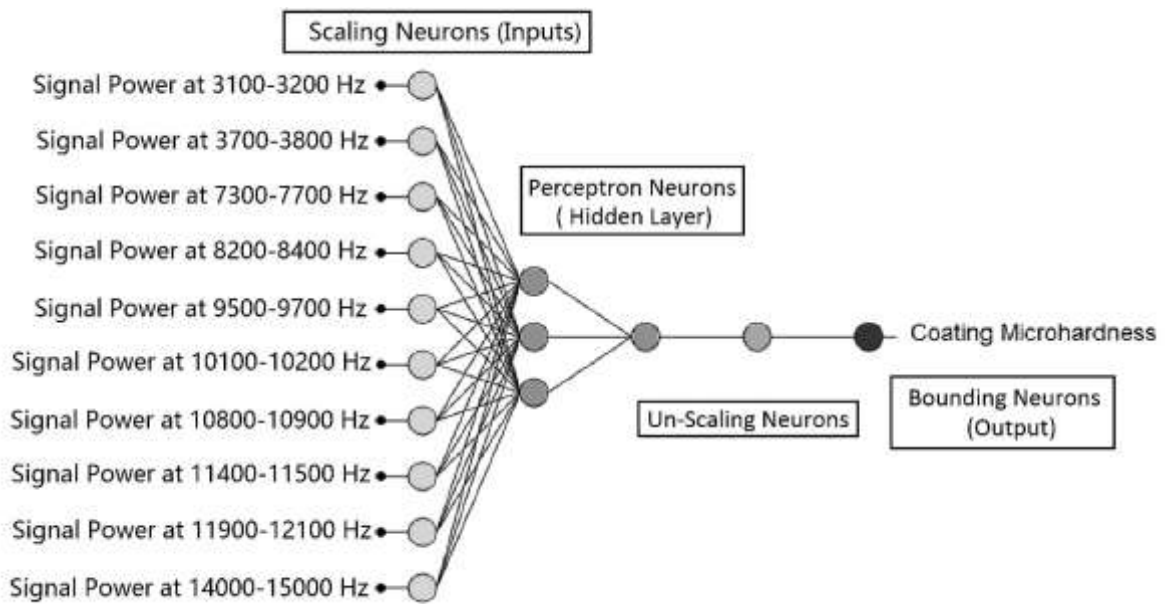 Scaling Neurons (Inputs)
Signal Power at 3100-3200 Hz
Signal Power at 3700-3800 Hz
Signal Power at 7300-7700 Hz
Signal Power at 8200-8400 Hz
Signal Power at 9500-9700 Hz
Signal Power at 10100-10200 Hz
Signal Power at 10800-10900 Hz
Signal Power at 11400-11500 Hz
Signal Power at 11900-12100 Hz
Signal Power at 14000-15000 Hz
Perceptron Neurons
( Hidden Layer)
Coating Microhardness
Un-Scaling Neurons
Bounding Neurons
(Output)